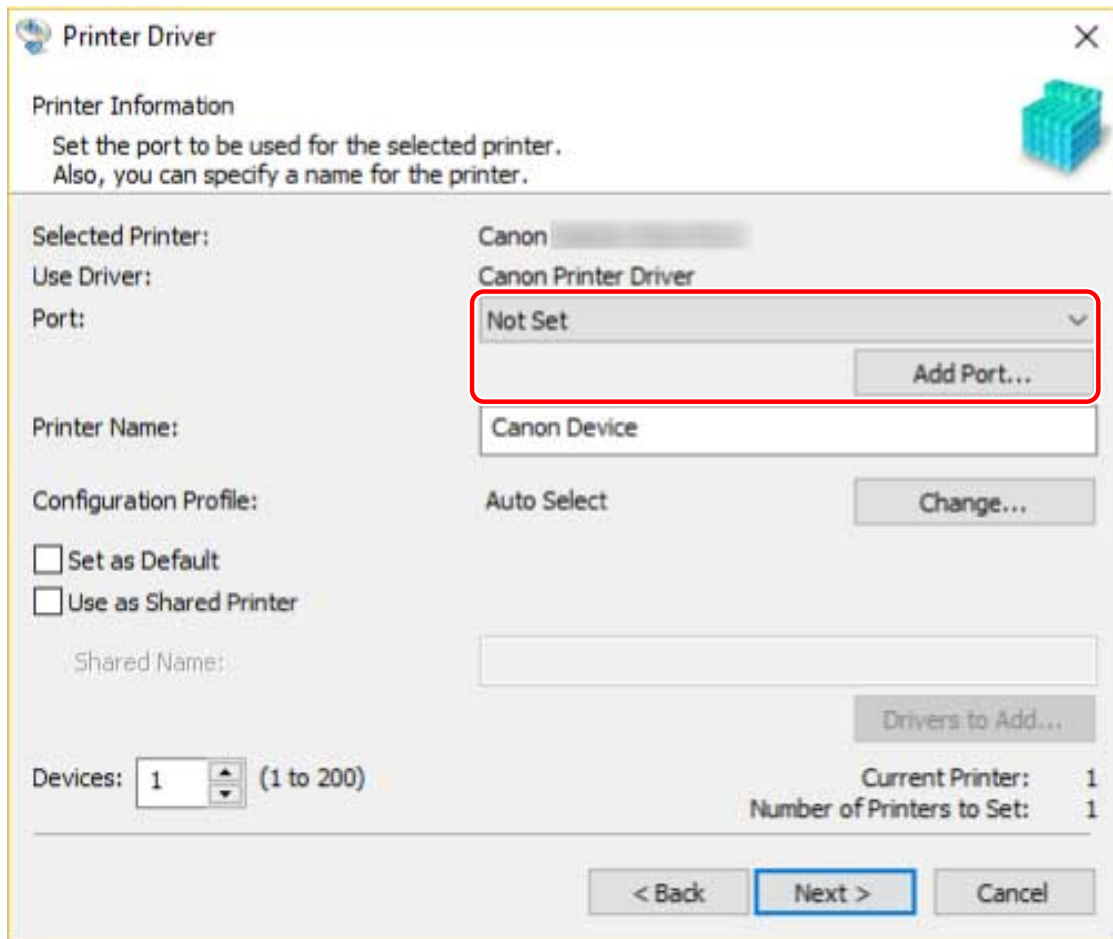 Printer Driver
Printer Information
Set the port to be used for the selected printer.
Also, you can specify a name for the printer.
Selected Printer: Canon
Use Driver: Canon Printer Driver
Port: Not Set
Add Port...
Printer Name: Canon Device
Configuration Profile: Auto Select Change...
Set as Default
Use as Shared Printer
Shared Name:
Drivers to Add...
Devices: 1 (1 to 200) Current Printer: 1
Number of Printers to Set: 1
< Back Next > Cancel